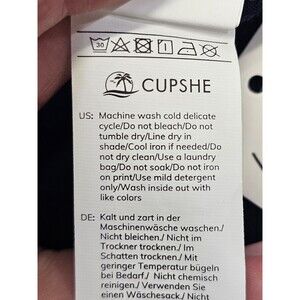 30
CUPSHE
US: Machine wash cold delicate
cycle/Do not bleach/Do not
tumble dry/Line dry in
shade/Cool iron if needed/Do
not dry clean/Use a laundry
bag/Do not soak/Do not iron
on print/Use mild detergent
only/Wash inside out with
like colors
DE: Kalt und zart in der
Maschinenwäsche waschen./
Nicht bleichen./ Nicht im
Trockner trocknen./ Im
Schatten trocknen./ Mit
geringer Temperatur bügeln
bei Bedarf./ Nicht chemisch
reinigen./ Verwenden Sie
einen Wäschesack./ Nicht